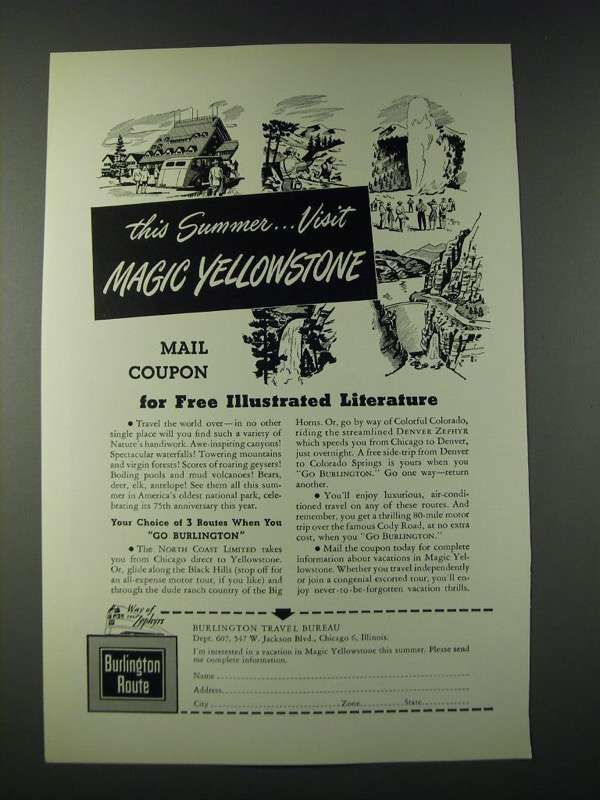 this Summer... Visit
MAGIC YELLOWSTONE
MAIL
COUPON
for Free Illustrated Literature
• Travel the world over—in no other
single place will you find such a variety of
Nature's handiwork. Awe-inspiring canyons!
Spectacular waterfalls! Towering mountains
and virgin forests! Scores of roaring geysers!
Boiling pools and mud volcanoes! Bears,
deer, elk, antelope! See them all this sum-
mer in America's oldest national park, cele-
brating its 75th anniversary this year.
Your Choice of 3 Routes When You
"GO BURLINGTON"
• The NORTH COAST LIMITED takes
you from Chicago direct to Yellowstone.
Or, glide along the Black Hills (stop off for
an all-expense motor tour, if you like) and
through the dude ranch country of the Big
Horns. Or, go by way of Colorful Colorado,
riding the streamlined DENVER ZEPHYR
which speeds you from Chicago to Denver,
just overnight. A free side-trip from Denver
to Colorado Springs is yours when you
"GO BURLINGTON." Go one way—return
another.
• You'll enjoy luxurious, air-condi-
tioned travel on any of these routes. And
remember, you get a thrilling 80-mile motor
trip over the famous Cody Road, at no extra
cost, when you "GO BURLINGTON."
• Mail the coupon today for complete
information about vacations in Magic Yel-
lowstone. Whether you travel independently
or join a congenial escorted tour, you'll en-
joy never-to-be-forgotten vacation thrills.
Way of
the Zephyrs
Burlington
Route
BURLINGTON TRAVEL BUREAU
Dept. 607, 547 W. Jackson Blvd., Chicago 6, Illinois.
I'm interested in a vacation in Magic Yellowstone this summer. Please send
me complete information.
Name
Address
City Zone State